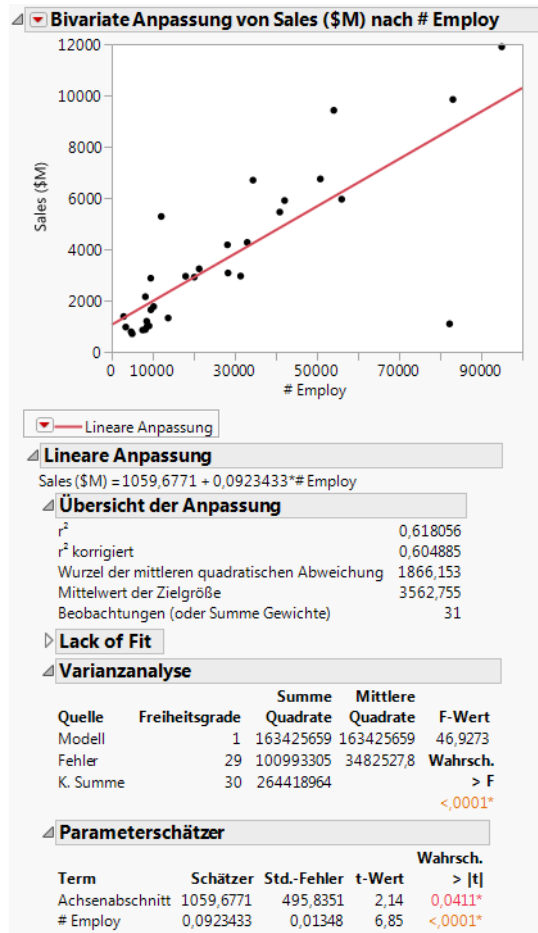 Bivariate Anpassung von Sales ($M) nach # Employ
12000
10000
8000
6000
4000
2000
0
Sales ($M)
0 10000 30000 50000 70000 90000
# Employ
Lineare Anpassung
Lineare Anpassung
Sales ($M) = 1059,6771 + 0,0923433*# Employ
Übersicht der Anpassung
r² 0,618056
r² korrigiert 0,604885
Wurzel der mittleren quadratischen Abweichung 1866,153
Mittelwert der Zielgröße 3562,755
Beobachtungen (oder Summe Gewichte) 31
Lack of Fit
Varianzanalyse
Summe Mittlere
Quelle Freiheitsgrade Quadrate Quadrate F-Wert
Modell 1 163425659 163425659 46,9273
Fehler 29 100993305 3482527,8 Wahrsch.
K. Summe 30 264418964 > F
<,0001*
Parameterschätzer
Wahrsch.
Term Schätzer Std.-Fehler t-Wert > |t|
Achsenabschnitt 1059,6771 495,8351 2,14 0,0411*
# Employ 0,0923433 0,01348 6,85 <,0001*